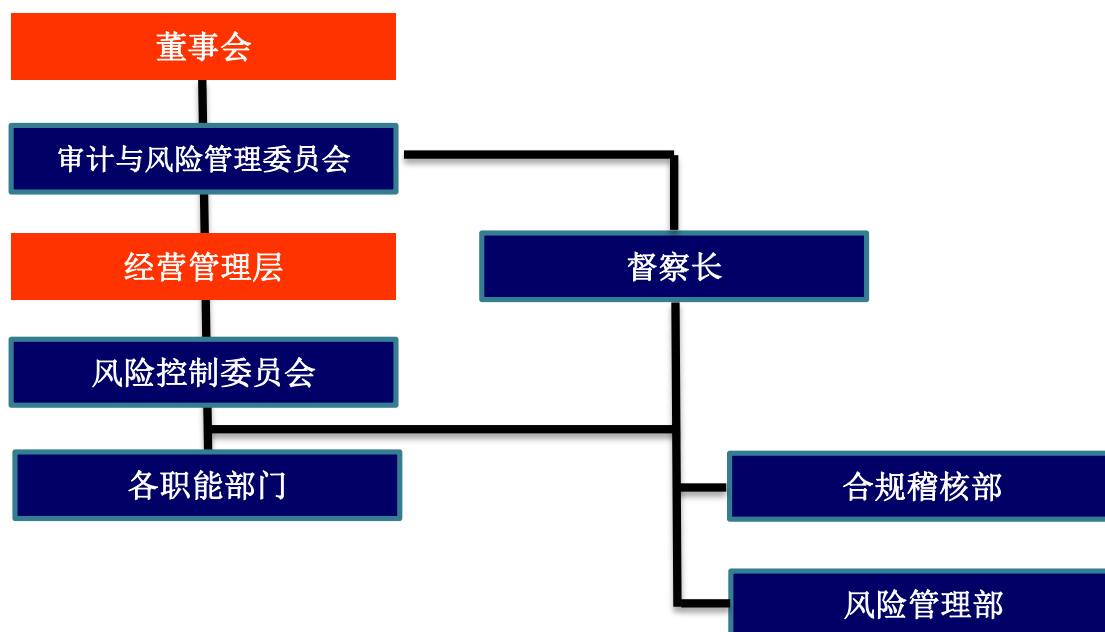 董事会
审计与风险管理委员会
经营管理层
督察长
风险控制委员会
各职能部门
合规稽核部
风险管理部